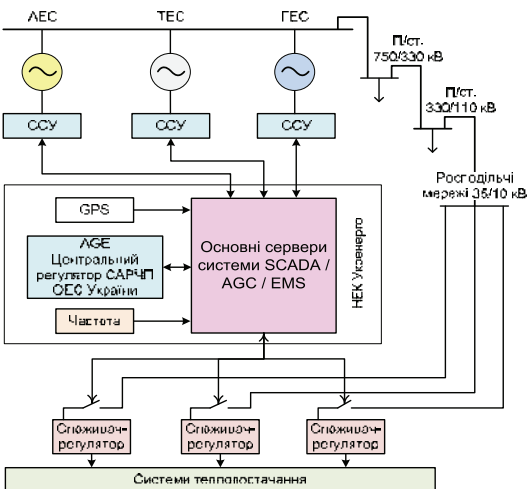 АЕС
ТЕС
ГЕС
П/ст.
750/330 кВ
П/ст.
330/110 кВ
ССУ
ССУ
ССУ
Розподільчі
мережі 35/10 кВ
GPS
AGE
Центральний
регулятор САРЧП
ОЕС України
Частота
Основні сервери
системи SCADA /
AGC / EMS
НЕК Укренерго
Споживач-
регулятор
Споживач-
регулятор
Споживач-
регулятор
Системи теплопостачання